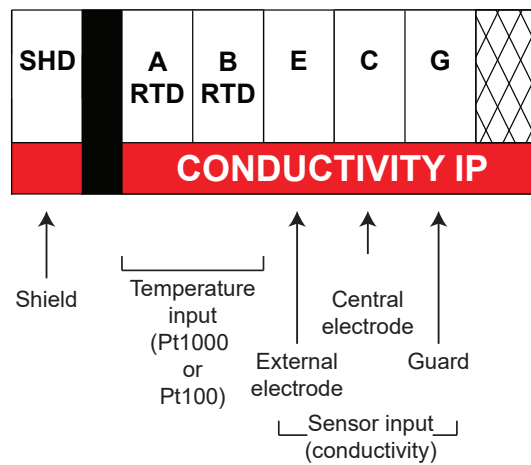 SHD A B E C G
RTD RTD
CONDUCTIVITY IP
Shield
Temperature
input
(Pt1000
or
Pt100)
External
electrode
Central
electrode
Guard
Sensor input
(conductivity)